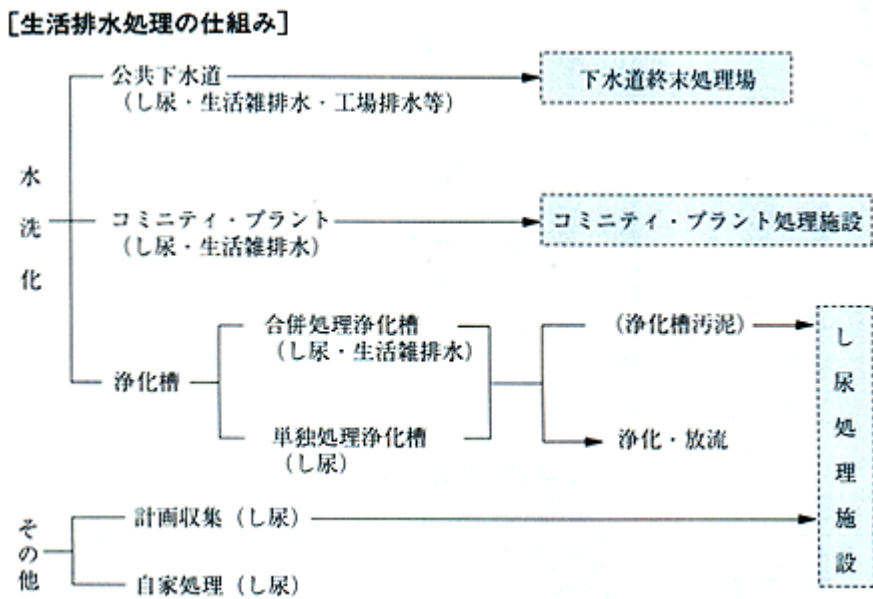 [生活排水処理の仕組み]
水洗化
公共下水道
(し尿・生活雑排水・工場排水等)
下水道終末処理場
コミニティ・プラント
(し尿・生活雑排水)
コミニティ・プラント処理施設
浄化槽
合併処理浄化槽
(し尿・生活雑排水)
単独処理浄化槽
(し尿)
(浄化槽汚泥)
浄化・放流
し尿処理施設
その他
計画収集(し尿)
自家処理(し尿)